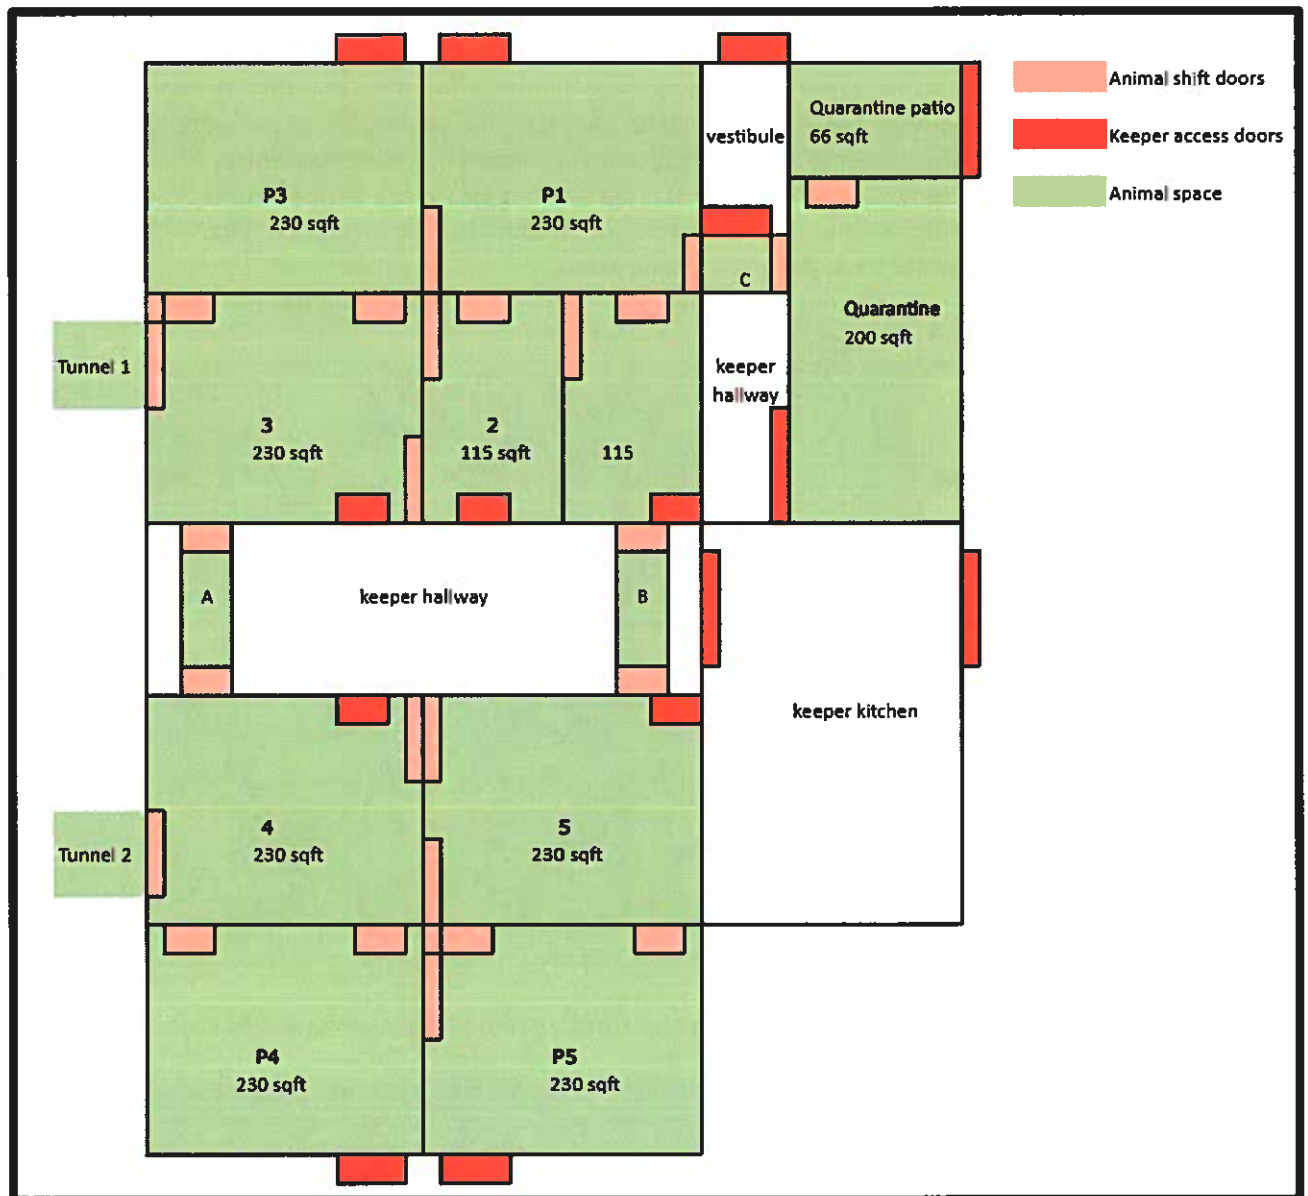 Animal shift doors
Keeper access doors
Animal space
Quarantine patio
66 sqft
vestibule
P3
230 sqft
P1
230 sqft
C
Quarantine
200 sqft
Tunnel 1
keeper
hallway
3
230 sqft
2
115 sqft
115
A
keeper hallway
B
keeper kitchen
4
230 sqft
5
230 sqft
Tunnel 2
P4
230 sqft
P5
230 sqft